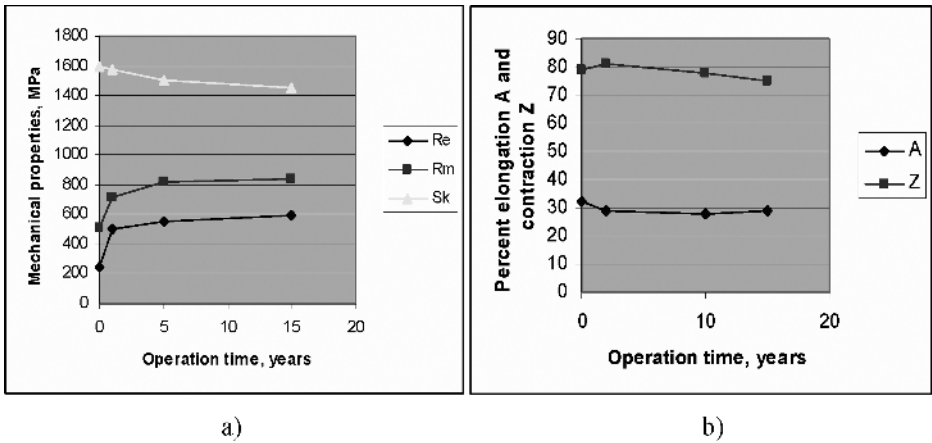 1800
1600
1400
1200
1000
800
600
400
200
0
Mechanical properties, MPa
0 5 10 15 20
Operation time, years
Re
Rm
Sk
a)
90
80
70
60
50
40
30
20
10
0
Percent elongation A and
contraction Z
0 10 20
Operation time, years
A
Z
b)